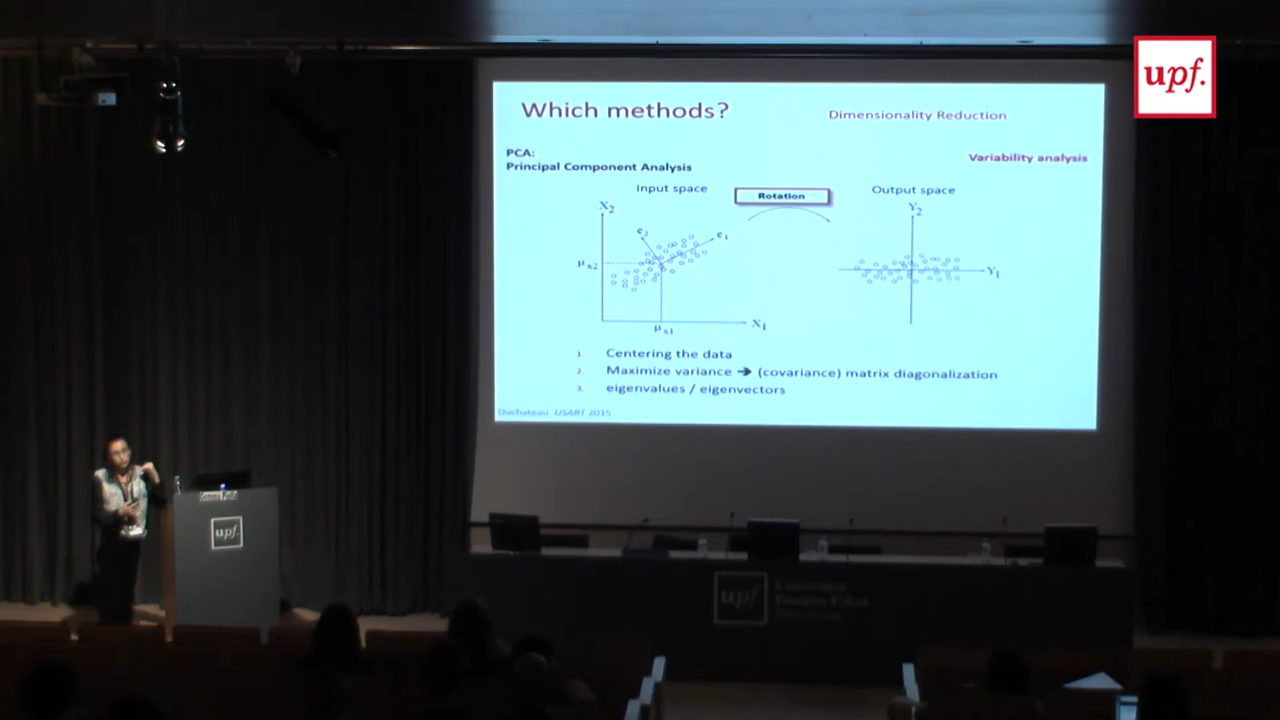 upf.
Which methods?
Dimensionality Reduction
PCA:
Principal Component Analysis
Variability analysis
Input space
Rotation
Output space
X2
e2
e1
μx2
μx1
X1
Y2
Y1
1. Centering the data
2. Maximize variance ➔ (covariance) matrix diagonalization
3. eigenvalues / eigenvectors
Duchateau USART 2015
upf.
upf.
Universitat
Pompeu Fabra